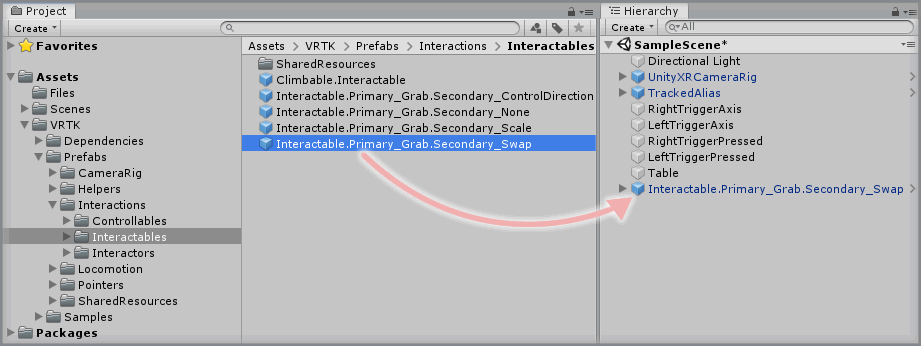 Project
Create
Favorites
Assets
Files
Scenes
VRTK
Dependencies
Prefabs
CameraRig
Helpers
Interactions
Controllables
Interactables
Interactors
Locomotion
Pointers
SharedResources
Samples
Packages
Assets > VRTK > Prefabs > Interactions > Interactables
SharedResources
Climbable.Interactable
Interactable.Primary_Grab.Secondary_ControlDirection
Interactable.Primary_Grab.Secondary_None
Interactable.Primary_Grab.Secondary_Scale
Interactable.Primary_Grab.Secondary_Swap
Hierarchy
Create
All
SampleScene*
Directional Light
UnityXRCameraRig
TrackedAlias
RightTriggerAxis
LeftTriggerAxis
RightTriggerPressed
LeftTriggerPressed
Table
Interactable.Primary_Grab.Secondary_Swap